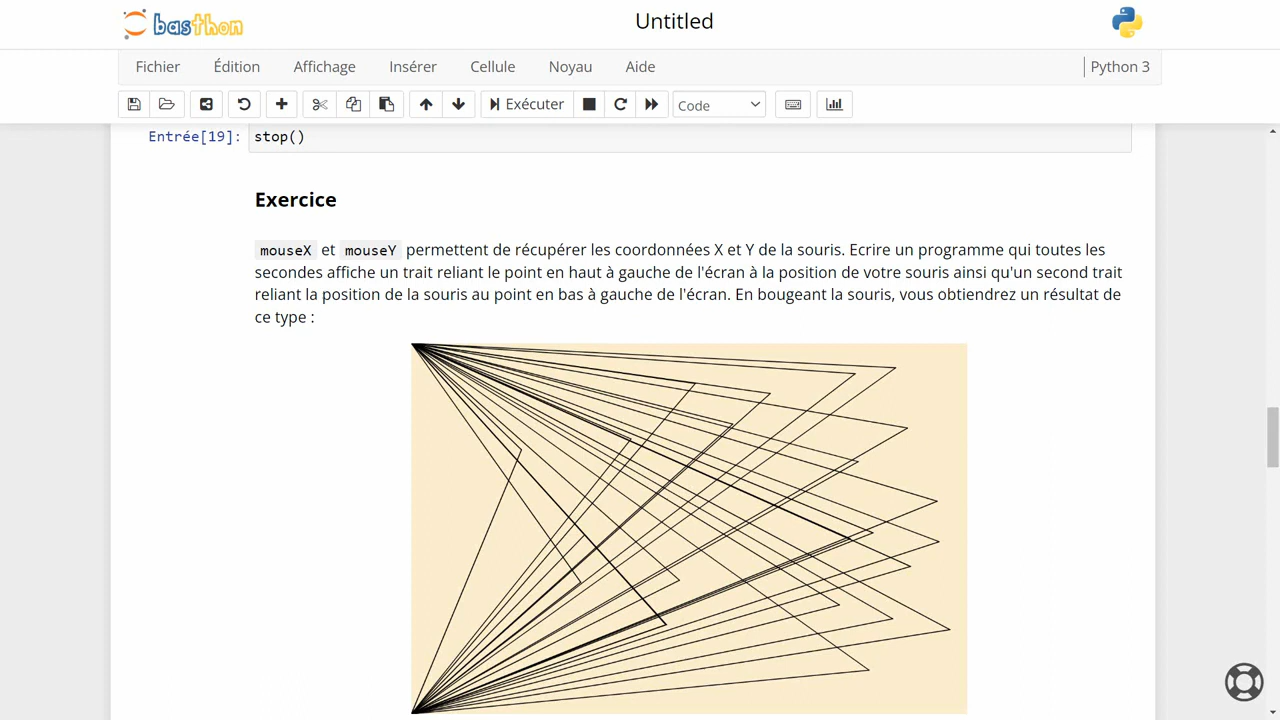 basthon
Untitled
Fichier Édition Affichage Insérer Cellule Noyau Aide Python 3
Exécuter Code
Entrée[19]: stop()
Exercice
mouseX et mouseY permettent de récupérer les coordonnées X et Y de la souris. Ecrire un programme qui toutes les
secondes affiche un trait reliant le point en haut à gauche de l'écran à la position de votre souris ainsi qu'un second trait
reliant la position de la souris au point en bas à gauche de l'écran. En bougeant la souris, vous obtiendrez un résultat de
ce type :